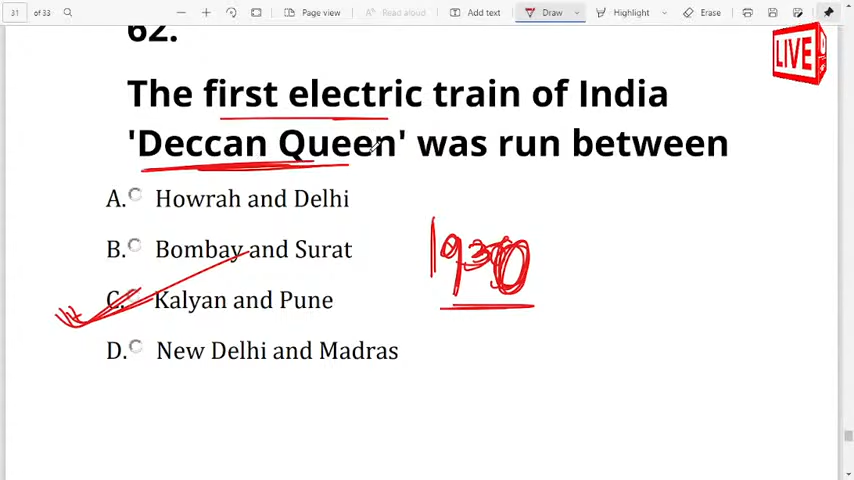 31 of 33 Page view Read aloud Add text Draw Highlight Erase
62.
LIVE
The first electric train of India
'Deccan Queen' was run between
A. Howrah and Delhi
B. Bombay and Surat
C. Kalyan and Pune
D. New Delhi and Madras
1930